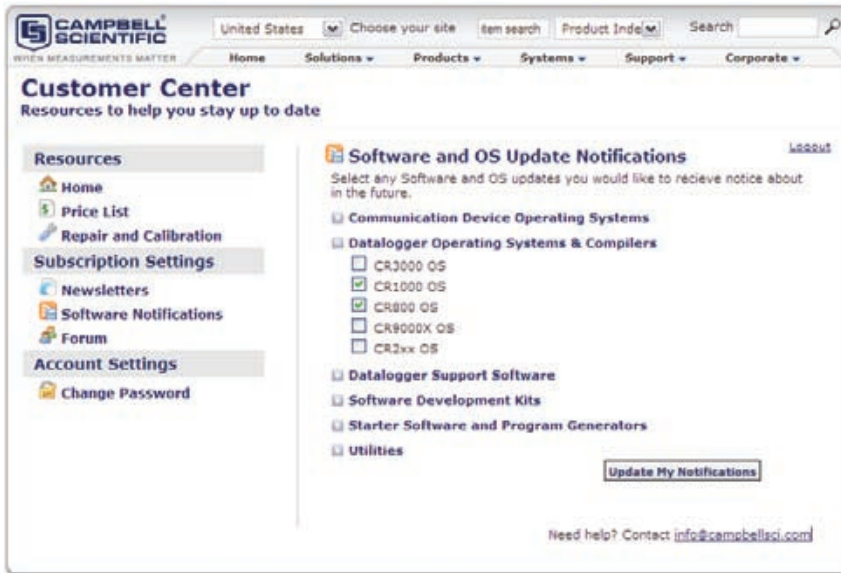 CAMPBELL
SCIENTIFIC
WHEN MEASUREMENTS MATTER
United States
Choose your site
item search
Product Inde
Search
Home
Solutions
Products
Systems
Support
Corporate
Customer Center
Resources to help you stay up to date
Resources
Home
Price List
Repair and Calibration
Subscription Settings
Newsletters
Software Notifications
Forum
Account Settings
Change Password
Logout
Software and OS Update Notifications
Select any Software and OS updates you would like to recieve notice about
in the future.
Communication Device Operating Systems
Datalogger Operating Systems & Compilers
CR3000 OS
CR1000 OS
CR800 OS
CR9000X OS
CR2xx OS
Datalogger Support Software
Software Development Kits
Starter Software and Program Generators
Utilities
Update My Notifications
Need help? Contact info@campbellsci.com